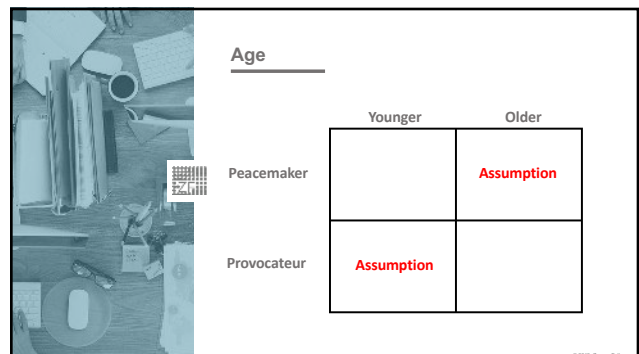 Age
Younger Older
Peacemaker Assumption
Provocateur Assumption